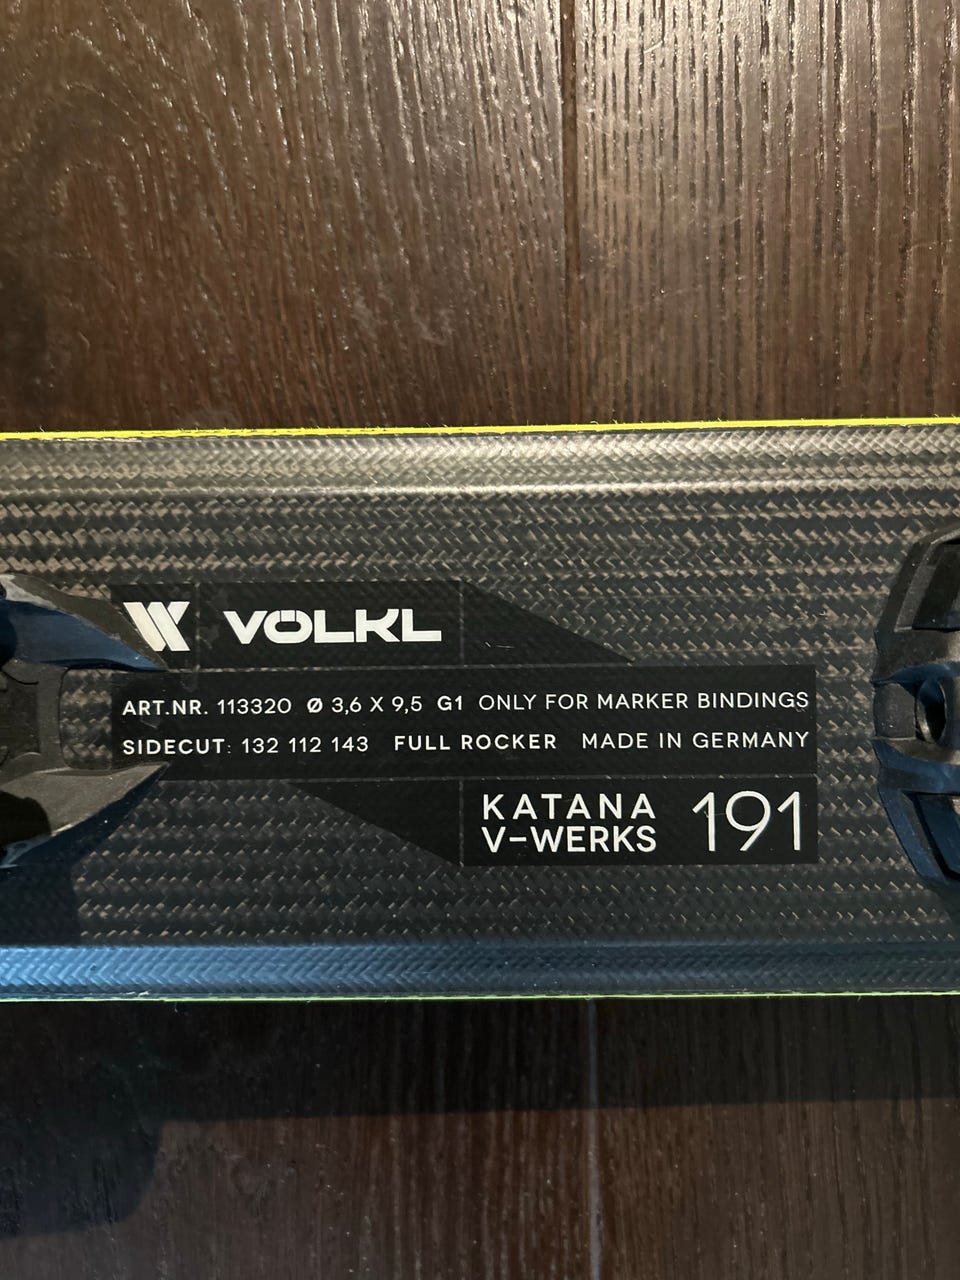 VÖLKL
ART.NR. 113320 Ø 3,6 X 9,5 G1 ONLY FOR MARKER BINDINGS
SIDECUT: 132 112 143 FULL ROCKER MADE IN GERMANY
KATANA
V-WERKS 191